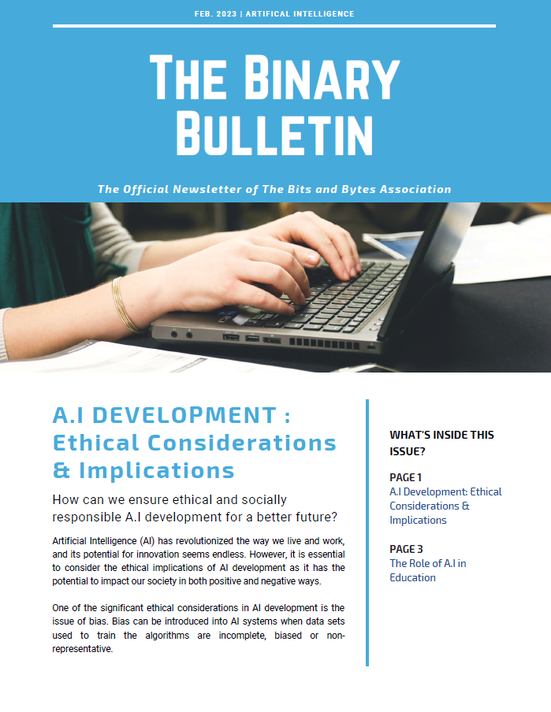 FEB. 2023 | ARTIFICAL INTELLIGENCE
THE BINARY
BULLETIN
The Official Newsletter of The Bits and Bytes Association
A.I DEVELOPMENT :
Ethical Considerations
& Implications
How can we ensure ethical and socially
responsible A.I development for a better future?
Artificial Intelligence (AI) has revolutionized the way we live and work,
and its potential for innovation seems endless. However, it is essential
to consider the ethical implications of AI development as it has the
potential to impact our society in both positive and negative ways.
One of the significant ethical considerations in AI development is the
issue of bias. Bias can be introduced into AI systems when data sets
used to train the algorithms are incomplete, biased or non-
representative.
WHAT'S INSIDE THIS
ISSUE?
PAGE 1
A.I Development: Ethical
Considerations &
Implications
PAGE 3
The Role of A.I in
Education